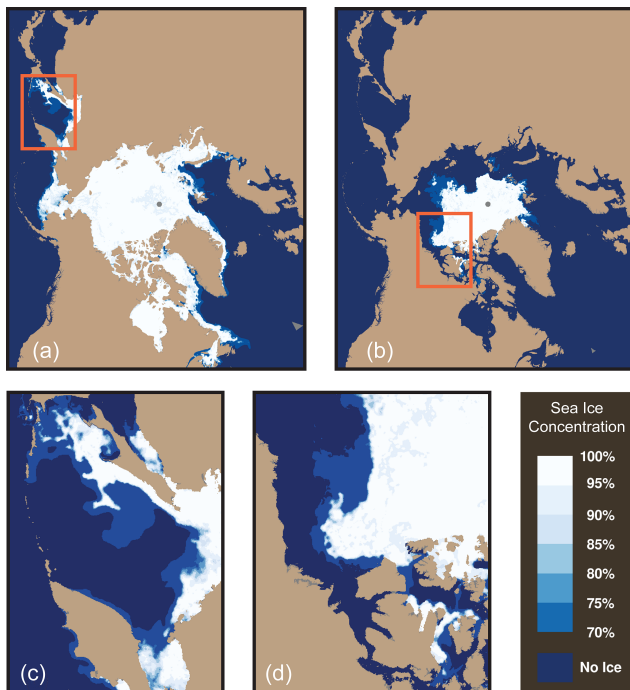 (a)
(b)
(c)
(d)
Sea Ice
Concentration
100%
95%
90%
85%
80%
75%
70%
No Ice